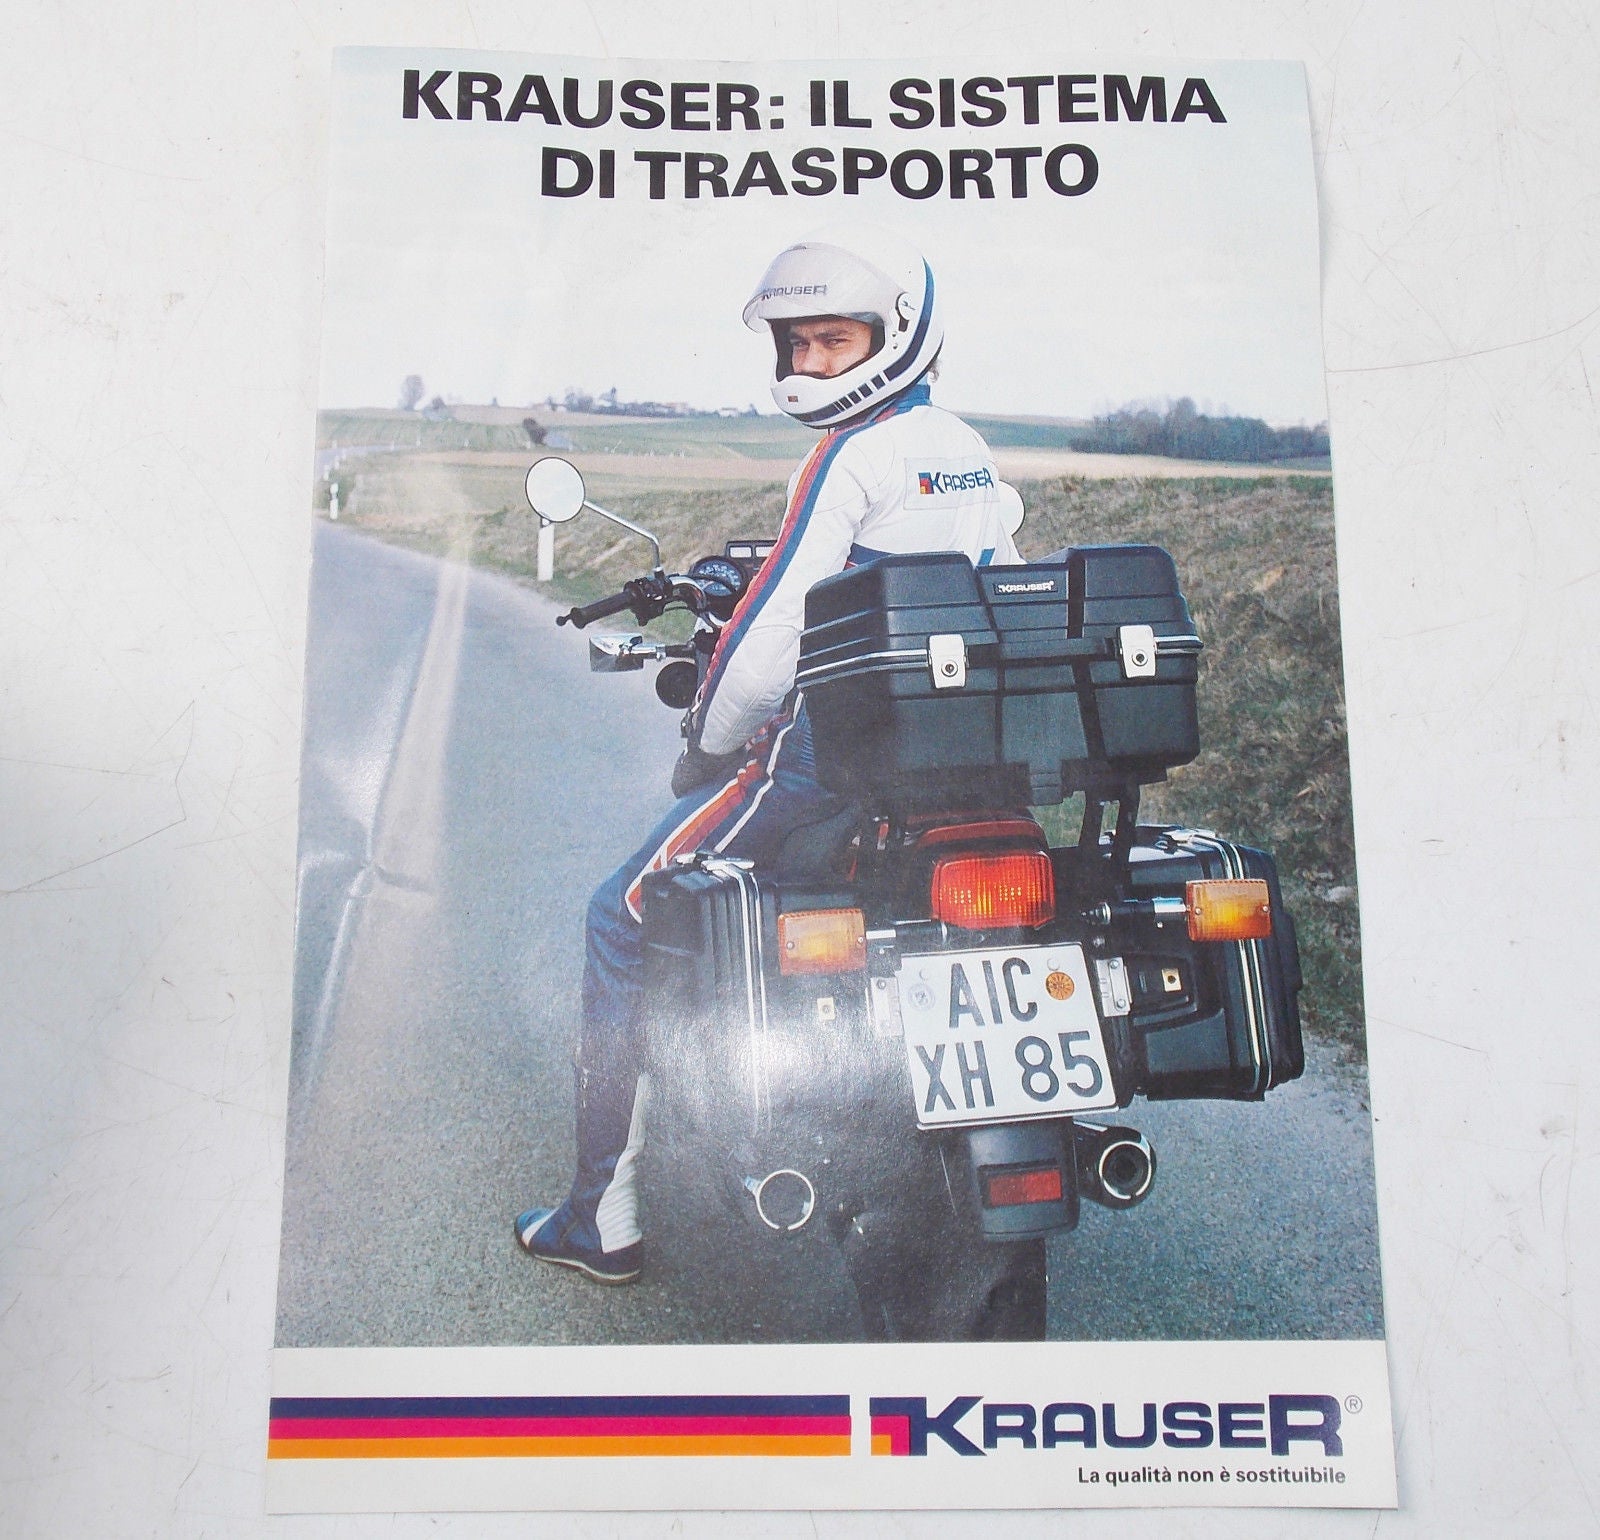 KRAUSER: IL SISTEMA
DI TRASPORTO
KRAUSER
KRAUSER
KRAUSER
AIC
XH 85
KRAUSER®
La qualità non è sostituibile